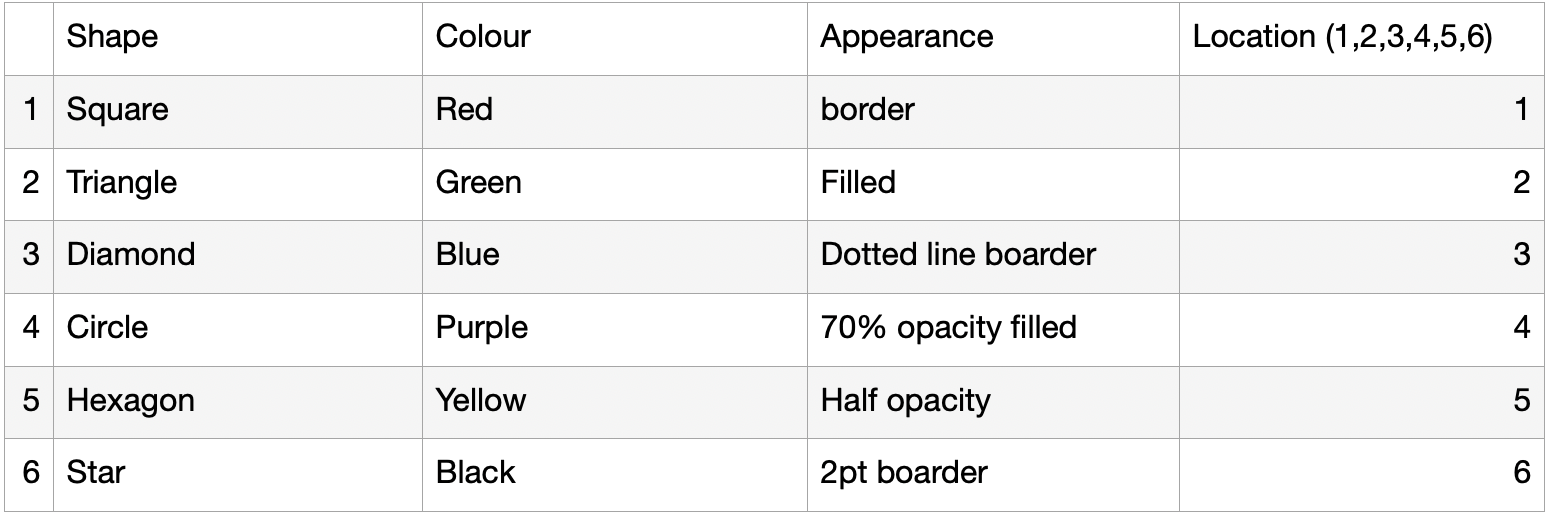 Shape Colour Appearance Location (1,2,3,4,5,6)
1 Square Red border 1
2 Triangle Green Filled 2
3 Diamond Blue Dotted line boarder 3
4 Circle Purple 70% opacity filled 4
5 Hexagon Yellow Half opacity 5
6 Star Black 2pt boarder 6